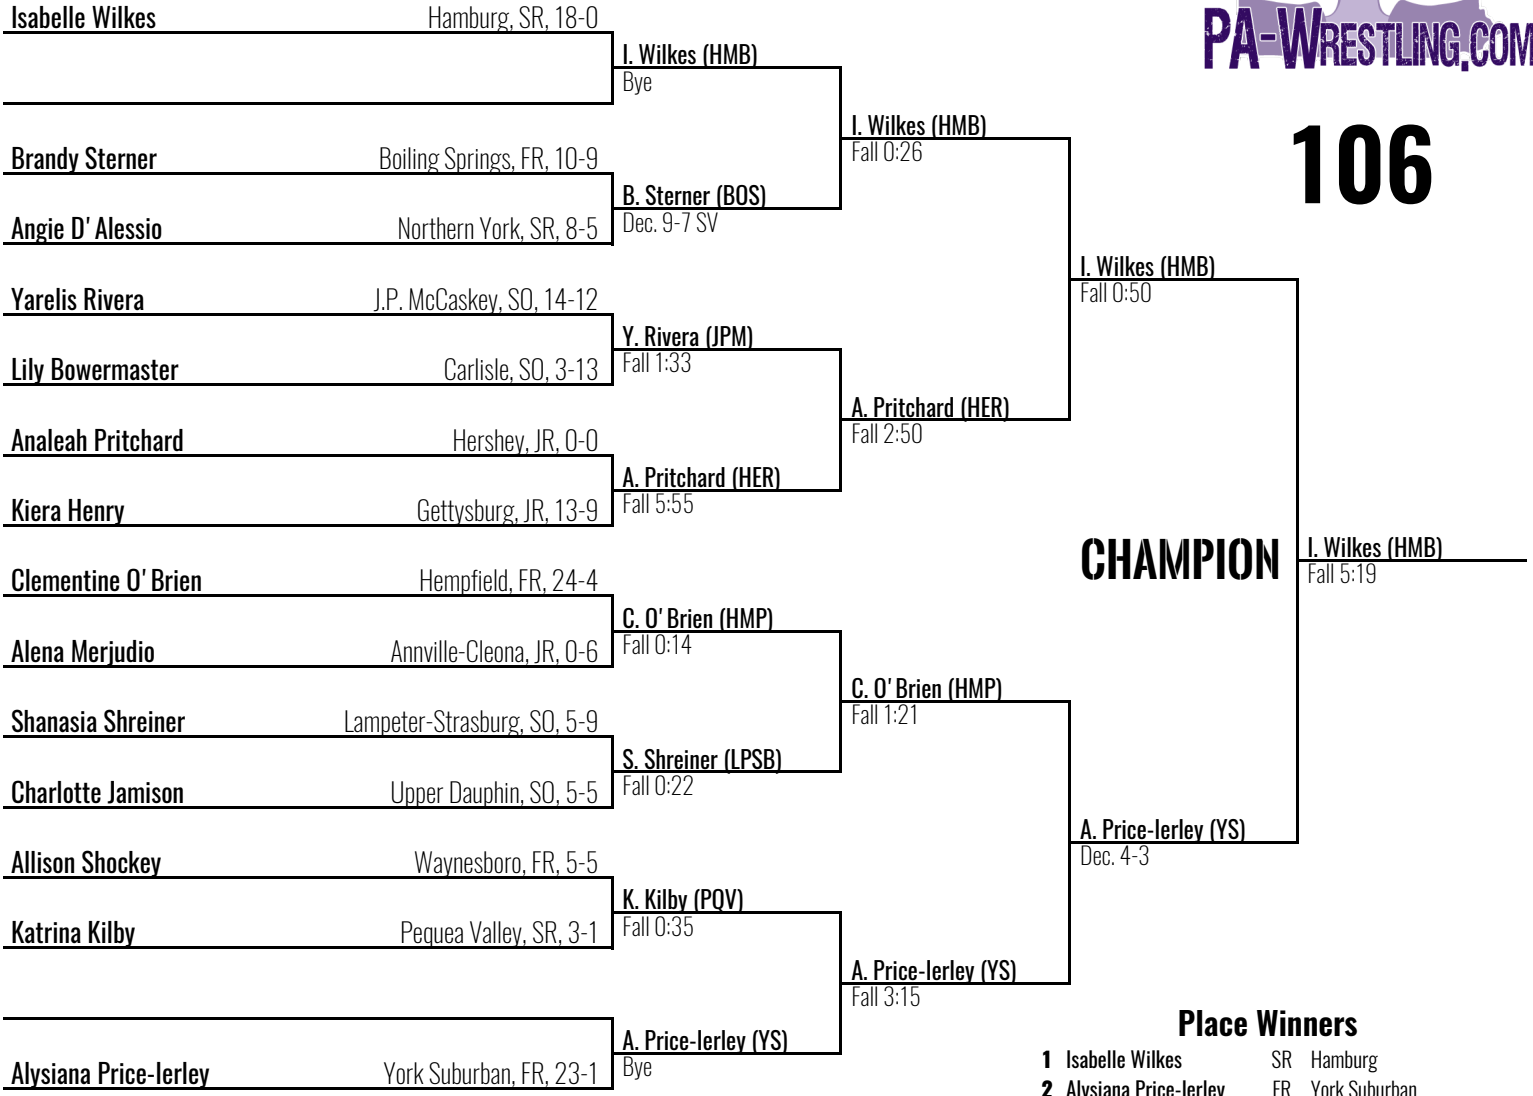 Isabelle Wilkes Hamburg, SR, 18-0
PA-WRESTLING.COM
I. Wilkes (HMB)
Bye
I. Wilkes (HMB)
Fall 0:26
106
Brandy Sterner Boiling Springs, FR, 10-9
B. Sterner (BOS)
Dec. 9-7 SV
Angie D'Alessio Northern York, SR, 8-5
I. Wilkes (HMB)
Fall 0:50
Yarelis Rivera J.P. McCaskey, SO, 14-12
Y. Rivera (JPM)
Fall 1:33
Lily Bowermaster Carlisle, SO, 3-13
A. Pritchard (HER)
Fall 2:50
Analeah Pritchard Hershey, JR, 0-0
A. Pritchard (HER)
Fall 5:55
Kiera Henry Gettysburg, JR, 13-9
CHAMPION
I. Wilkes (HMB)
Fall 5:19
Clementine O'Brien Hempfield, FR, 24-4
C. O'Brien (HMP)
Fall 0:14
Alena Merjudio Annville-Cleona, JR, 0-6
C. O'Brien (HMP)
Fall 1:21
Shanasia Shreiner Lampeter-Strasburg, SO, 5-9
S. Shreiner (LPSB)
Fall 0:22
Charlotte Jamison Upper Dauphin, SO, 5-5
A. Price-Ierley (YS)
Dec. 4-3
Allison Shockey Waynesboro, FR, 5-5
K. Kilby (PQV)
Fall 0:35
Katrina Kilby Pequea Valley, SR, 3-1
A. Price-Ierley (YS)
Fall 3:15
A. Price-Ierley (YS)
Bye
Alysiana Price-Ierley York Suburban, FR, 23-1
Place Winners
1 Isabelle Wilkes SR Hamburg
2 Alysiana Price-Ierley FR York Suburban